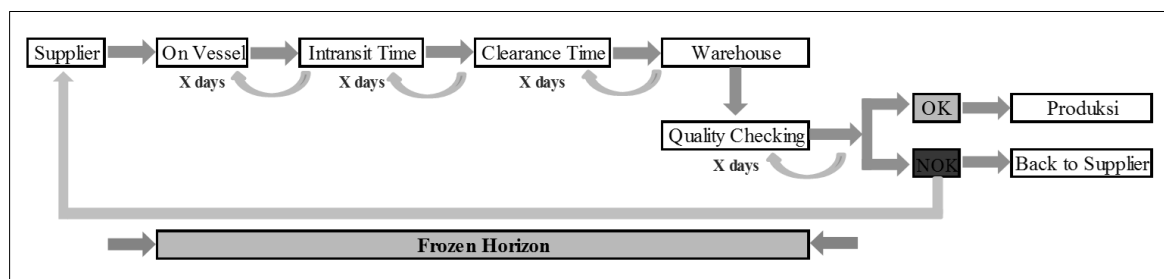 Supplier
On Vessel
Intransit Time
Clearance Time
Warehouse
X days
X days
X days
OK
Produksi
Quality Checking
X days
NOK
Back to Supplier
Frozen Horizon